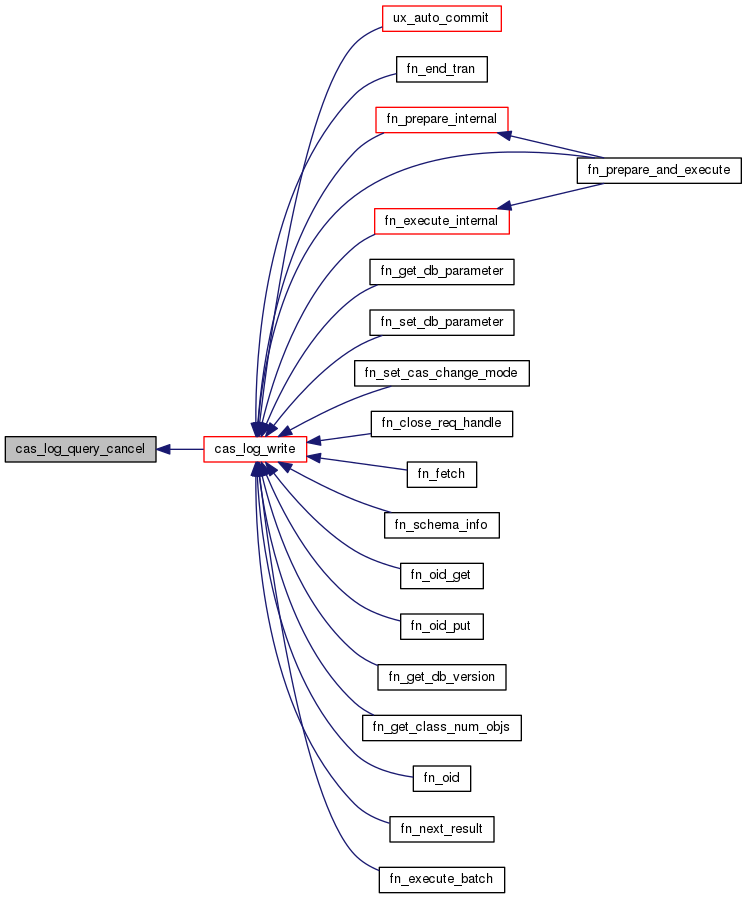 ux_auto_commit
fn_end_tran
fn_prepare_internal
fn_prepare_and_execute
fn_execute_internal
fn_get_db_parameter
fn_set_db_parameter
fn_set_cas_change_mode
fn_close_req_handle
cas_log_query_cancel
cas_log_write
fn_fetch
fn_schema_info
fn_oid_get
fn_oid_put
fn_get_db_version
fn_get_class_num_objs
fn_oid
fn_next_result
fn_execute_batch